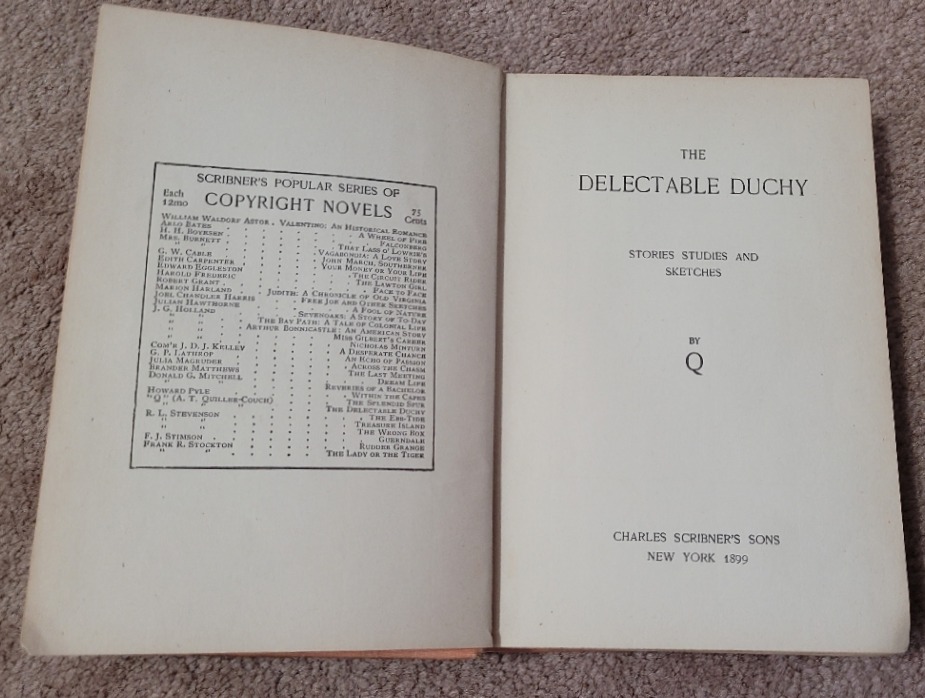 SCRIBNER'S POPULAR SERIES OF
Each 12mo COPYRIGHT NOVELS 75 Cents
WILLIAM WALDORF ASTOR . VALENTINO; AN HISTORICAL ROMANCE
ARLO BATES . . . . . . A WHEEL OF FIRE
H. H. BOYESEN . . . . . . FALCONBERG
MRS. BURNETT . . . . . THAT LASS O' LOWRIE'S
" " . . . . VAGABONDIA: A LOVE STORY
G. W. CABLE . . . . JOHN MARCH, SOUTHERNER
EDITH CARPENTER . . . . YOUR MONEY OR YOUR LIFE
EDWARD EGGLESTON . . . . . THE CIRCUIT RIDER
HAROLD FREDERIC . . . . . THE LAWTON GIRL
ROBERT GRANT . . . . . . FACE TO FACE
MARION HARLAND . . JUDITH: A CHRONICLE OF OLD VIRGINIA
JOEL CHANDLER HARRIS . . FREE JOE AND OTHER SKETCHES
JULIAN HAWTHORNE . . . . . A FOOL OF NATURE
J. G. HOLLAND . . . SEVENOAKS: A STORY OF TO-DAY
" " . . THE BAY PATH: A TALE OF COLONIAL LIFE
" " . ARTHUR BONNICASTLE: AN AMERICAN STORY
" " . . . . MISS GILBERT'S CAREER
" " . . . . . NICHOLAS MINTURN
COM'R J. D. J. KELLEY . . . . A DESPERATE CHANCE
G. P. LATHROP . . . . . AN ECHO OF PASSION
JULIA MAGRUDER . . . . . ACROSS THE CHASM
BRANDER MATTHEWS . . . . . THE LAST MEETING
DONALD G. MITCHELL . . . . . DREAM LIFE
" " . . . . REVERIES OF A BACHELOR
HOWARD PYLE . . . . . . WITHIN THE CAPES
"Q" (A. T. QUILLER-COUCH) . . . . THE SPLENDID SPUR
" " . . . . THE DELECTABLE DUCHY
R. L. STEVENSON . . . . . . THE EBB-TIDE
" " . . . . . . TREASURE ISLAND
" " . . . . . . THE WRONG BOX
F. J. STIMSON . . . . . . GUERNDALE
FRANK R. STOCKTON . . . . . RUDDER GRANGE
" " . . . . THE LADY OR THE TIGER
THE
DELECTABLE DUCHY
STORIES STUDIES AND
SKETCHES
BY
Q
CHARLES SCRIBNER'S SONS
NEW YORK 1899